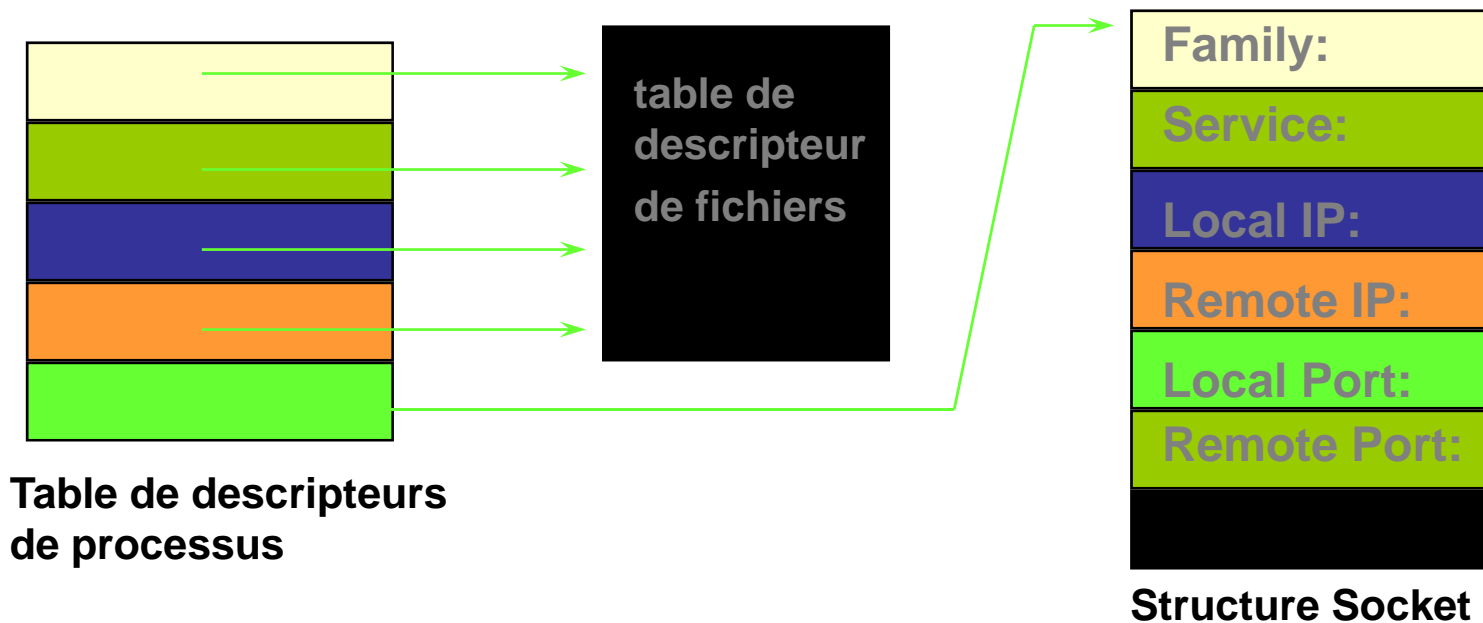 table de
descripteur
de fichiers
Table de descripteurs
de processus
Family:
Service:
Local IP:
Remote IP:
Local Port:
Remote Port:
Structure Socket